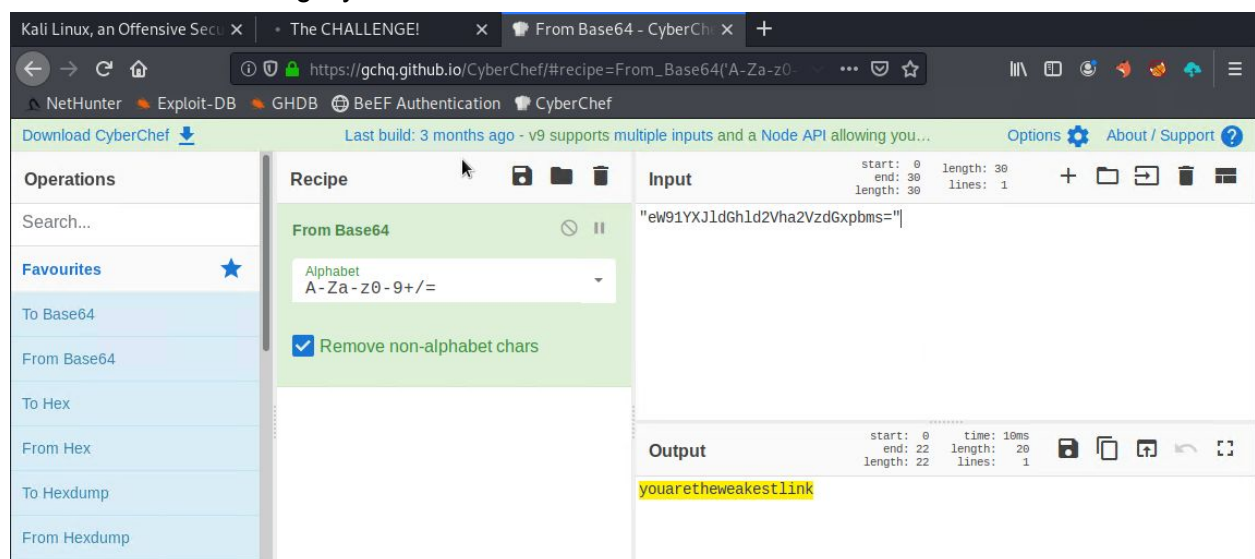 Kali Linux, an Offensive Secu
The CHALLENGE!
From Base64 - CyberCh
https://gchq.github.io/CyberChef/#recipe=From_Base64('A-Za-z0-
NetHunter Exploit-DB GHDB BeEF Authentication CyberChef
Download CyberChef Last build: 3 months ago - v9 supports multiple inputs and a Node API allowing you… Options About / Support
Operations
Search...
Favourites
To Base64
From Base64
To Hex
From Hex
To Hexdump
From Hexdump
Recipe
From Base64
Alphabet
A-Za-z0-9+/=
Remove non-alphabet chars
Input
start: 0
end: 30
length: 30
length: 30
lines: 1
"eW91YXJldGhld2Vha2VzdGxpbms="
Output
start: 0
end: 22
length: 22
time: 10ms
length: 20
lines: 1
youaretheweakestlink